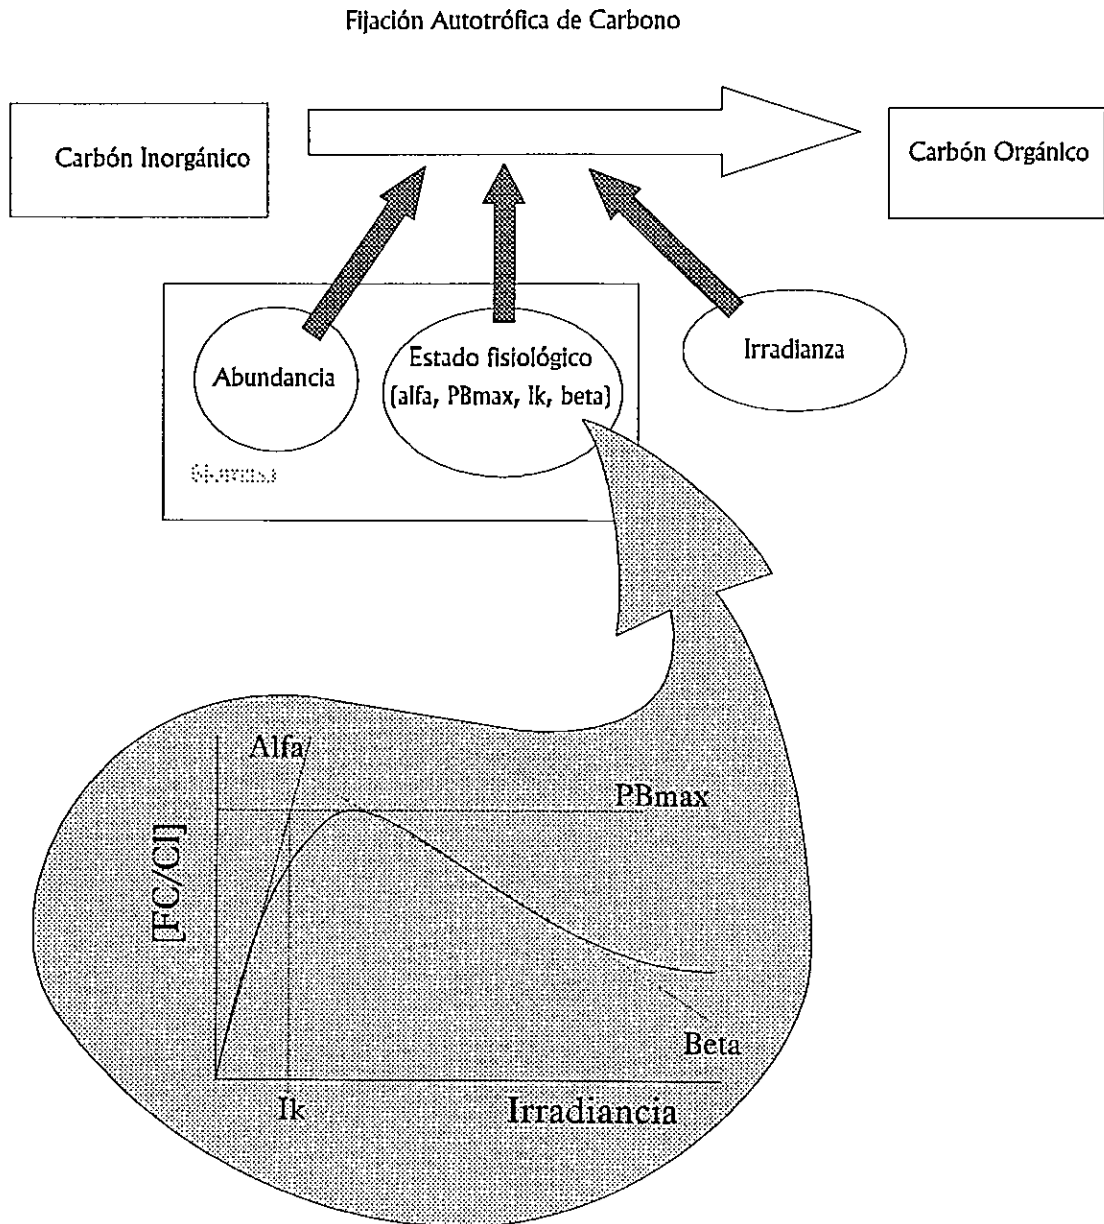 Fijación Autotrófica de Carbono
Carbón Inorgánico
Carbón Orgánico
Abundancia
Estado fisiológico
(alfa, PBmax, Ik, beta)
Irradianza
Alfa
PBmax
[FC/Cl]
Beta
Ik
Irradiancia